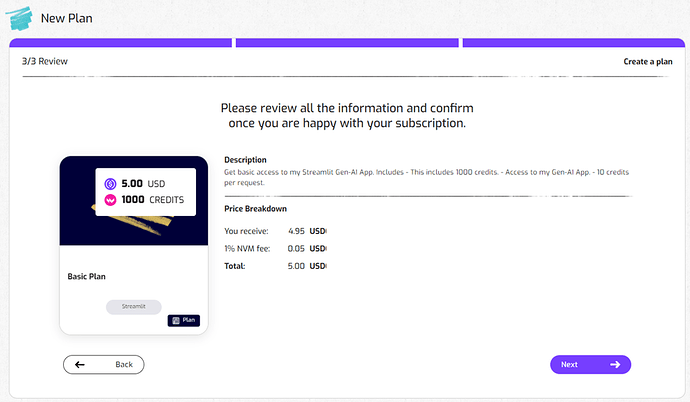 New Plan
3/3 Review
Create a plan
Please review all the information and confirm
once you are happy with your subscription.
5.00 USD
1000 CREDITS
Basic Plan
Streamlit
Plan
Description
Get basic access to my Streamlit Gen-AI App. Includes - This includes 1000 credits. - Access to my Gen-AI App. - 10 credits
per request.
Price Breakdown
You receive: 4.95 USD
1% NVM fee: 0.05 USD
Total: 5.00 USD
Back
Next